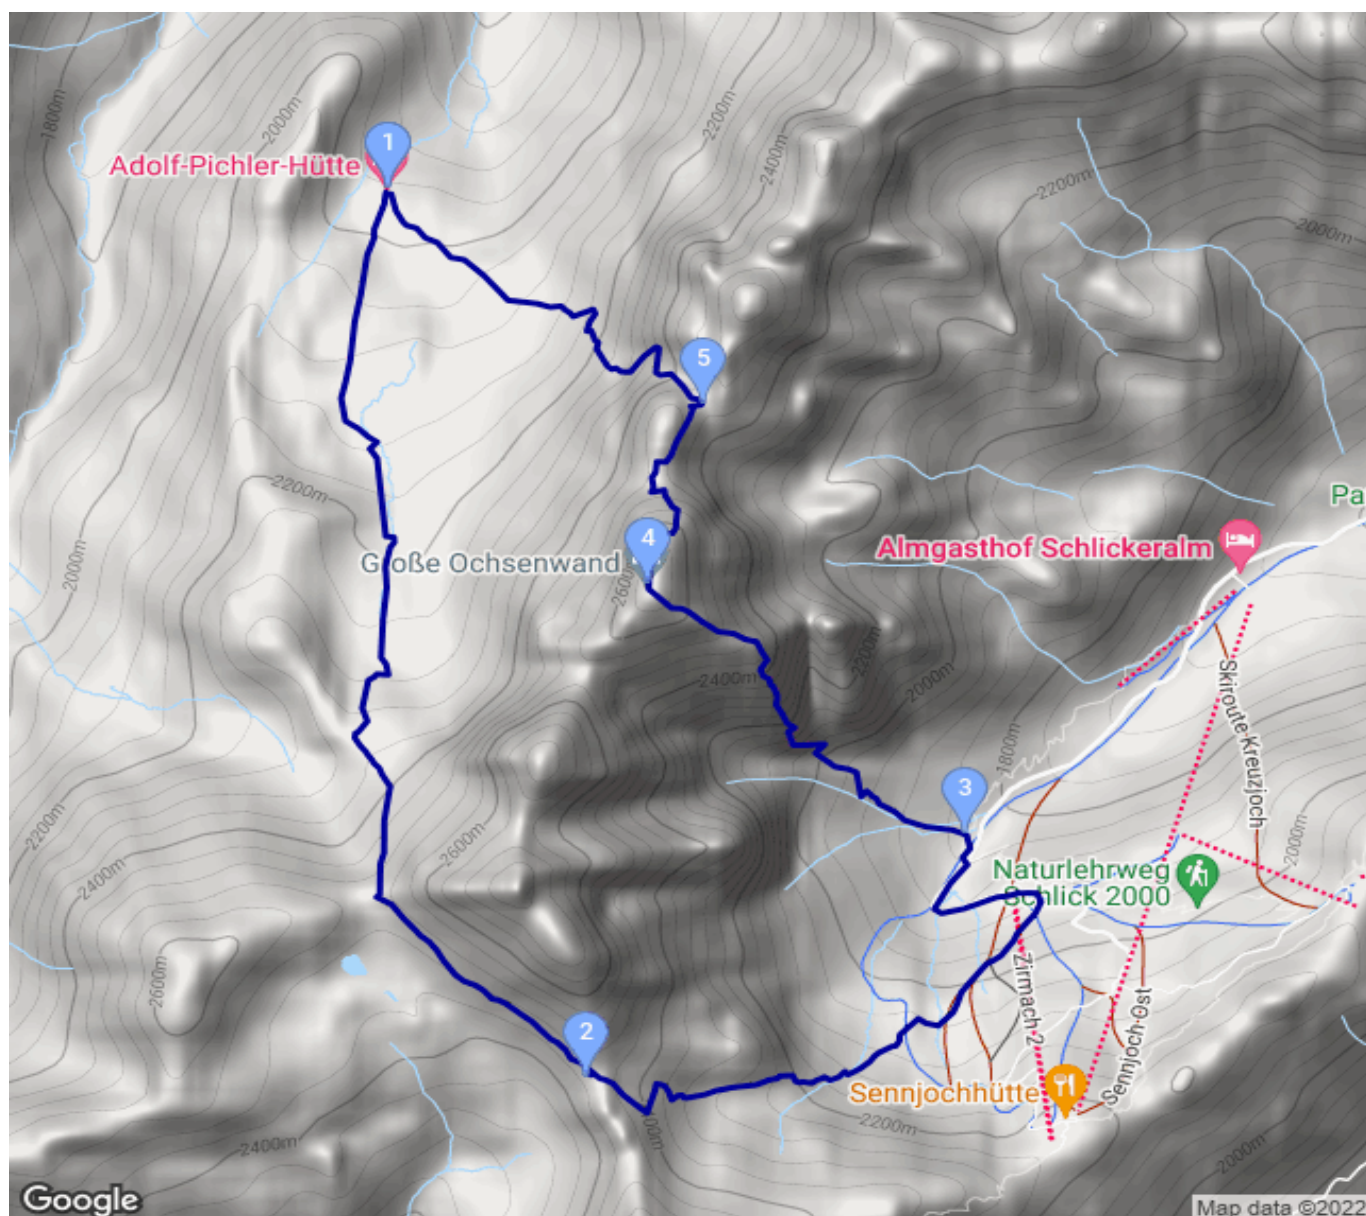 1800m
2000m
2200m
2400m
1
Adolf-Pichler-Hütte
2200m
2000m
5
2200m
Pa
2000m
4
Große Ochsenwand
2600m
Almgasthof Schlickeralm
2200m
2400m
2000m
Skiroute Kreuzjoch
1800m
3
2200m
2600m
2000m
2400m
Naturlehrweg
Schlick 2000
2600m
Zirmach 2
Sennjoch Ost
2
Sennjochhütte
2200m
2400m
2000m
Google
Map data ©2022